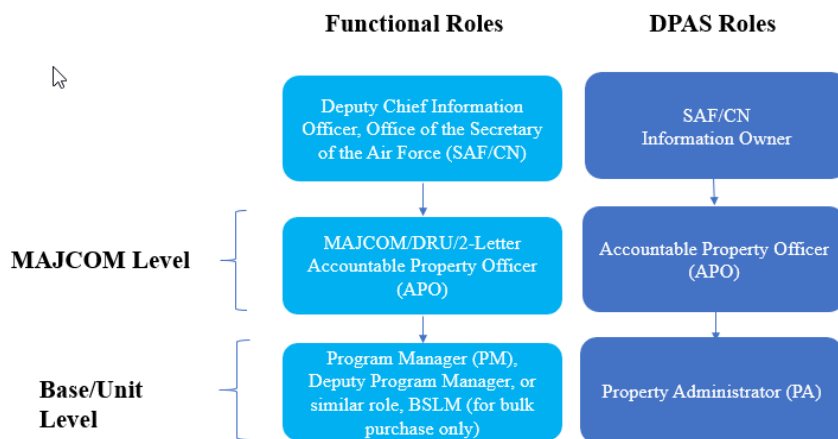 Functional Roles
DPAS Roles
Deputy Chief Information
Officer, Office of the Secretary
of the Air Force (SAF/CN)
SAF/CN
Information Owner
MAJCOM Level
MAJCOM/DRU/2-Letter
Accountable Property Officer
(APO)
Accountable Property Officer
(APO)
Base/Unit
Level
Program Manager (PM),
Deputy Program Manager, or
similar role, BSLM (for bulk
purchase only)
Property Administrator (PA)